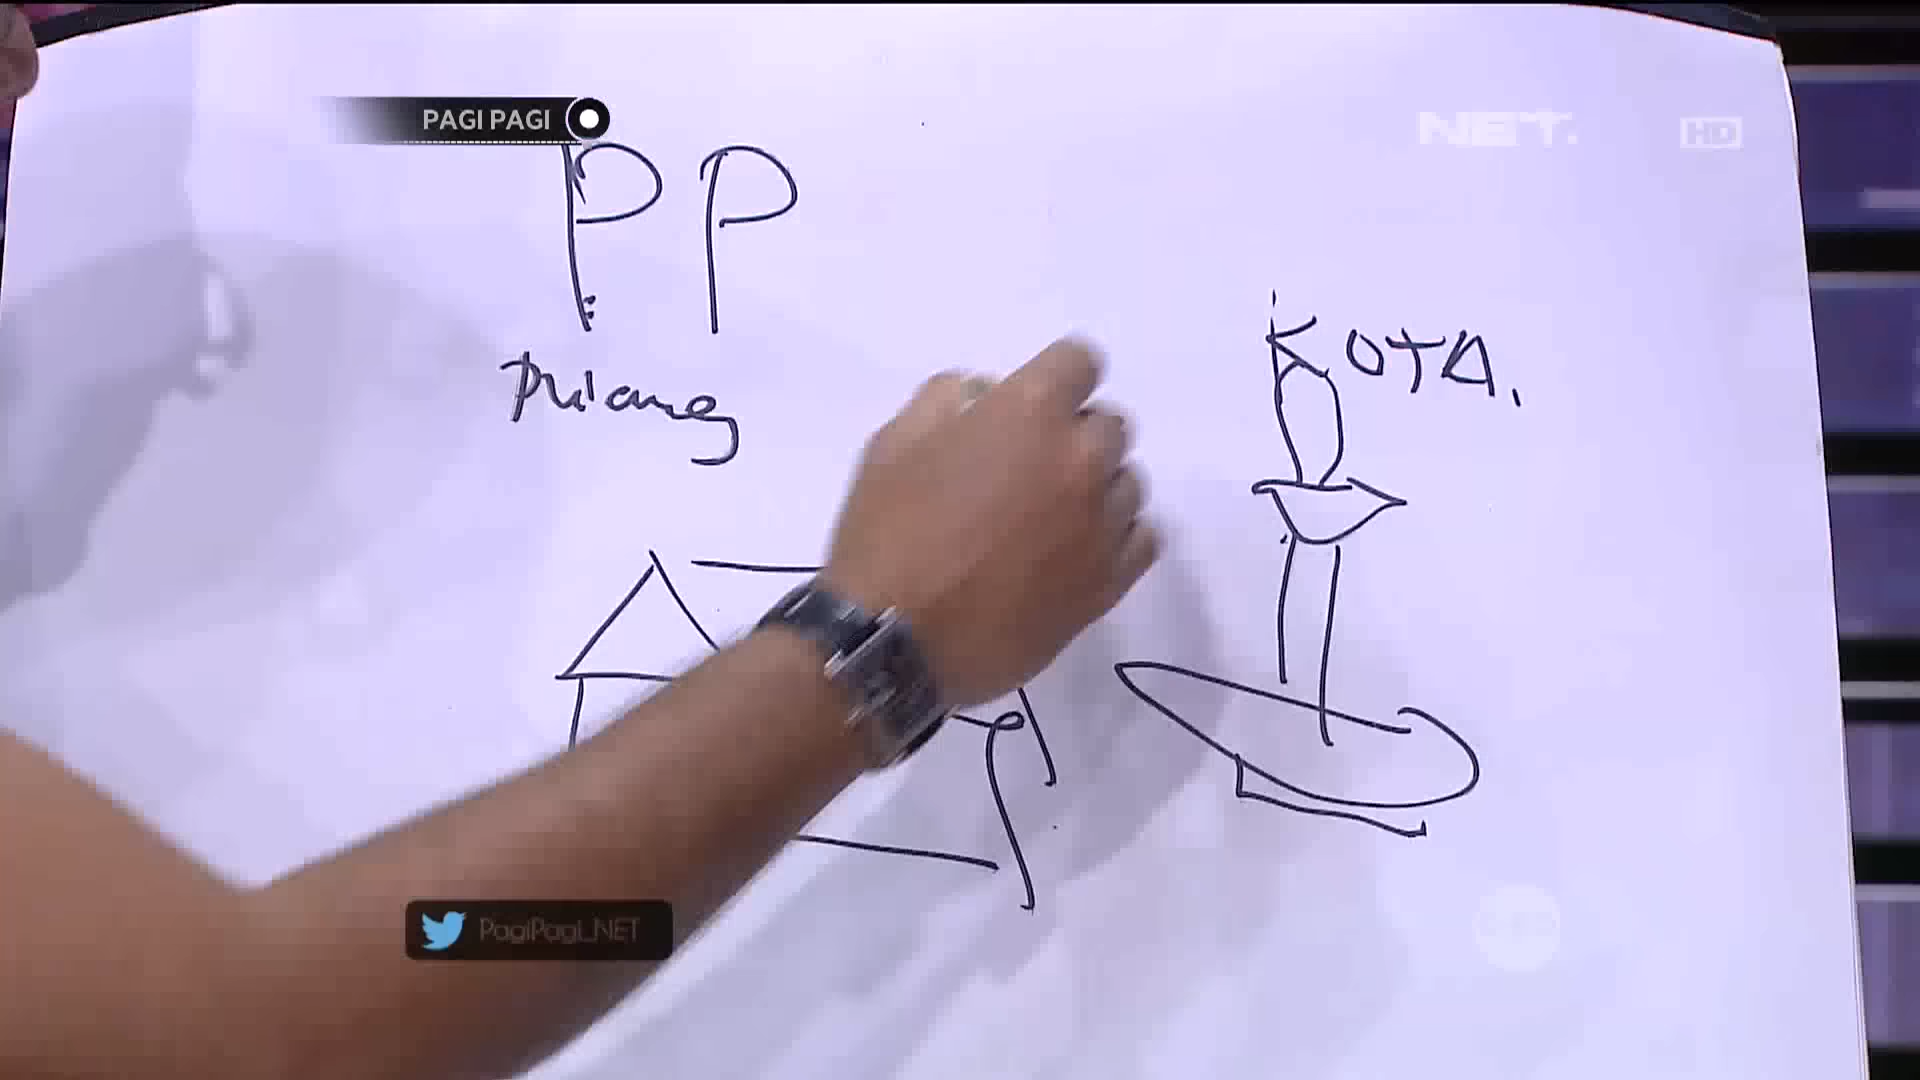 PAGI PAGI
NET.
HD
PP
KOTA.
Pulang
PagiPagi_NET